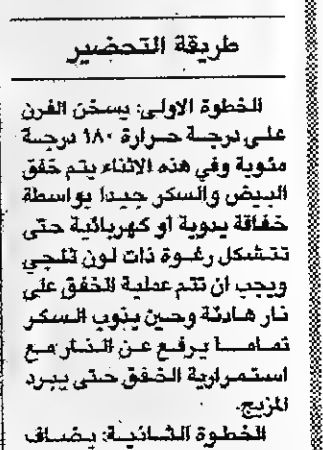 طريقة التحضير
الخطوة الاولى: يسخن الفرن
على درجة حرارة ١٨٠ درجة
مئوية وفي هذه الاثناء يتم خفق
البيض والسكر جيدا بواسطة
خفاقة يدوية او كهربائية حتى
تتشكل رغوة ذات لون ثلجي
ويجب ان تتم عملية الخفق على
نار هادئة وحين يذوب السكر
تماما يرفع عن النار مع
استمرارية الخفق حتى يبرد
المزيج.
الخطوة الثانية: يضاف